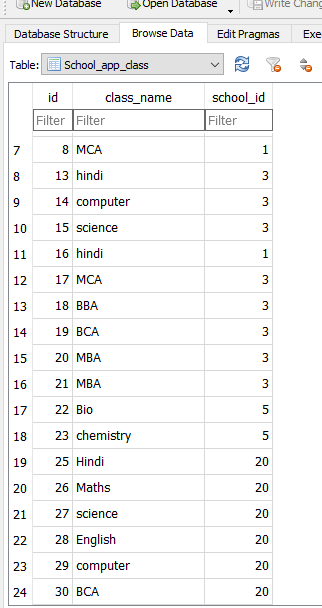 New Database Open Database Write Change
Database Structure Browse Data Edit Pragmas Exe
Table: School_app_class
id class_name school_id
Filter Filter Filter
7 8 MCA 1
8 13 hindi 3
9 14 computer 3
10 15 science 3
11 16 hindi 1
12 17 MCA 3
13 18 BBA 3
14 19 BCA 3
15 20 MBA 3
16 21 MBA 3
17 22 Bio 5
18 23 chemistry 5
19 25 Hindi 20
20 26 Maths 20
21 27 science 20
22 28 English 20
23 29 computer 20
24 30 BCA 20